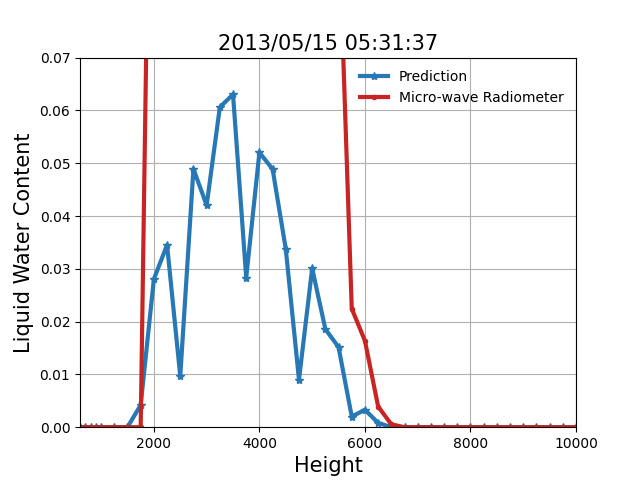 2013/05/15 05:31:37
0.07
0.06
0.05
0.04
0.03
0.02
0.01
0.00
Liquid Water Content
Prediction
Micro-wave Radiometer
2000 4000 6000 8000 10000
Height